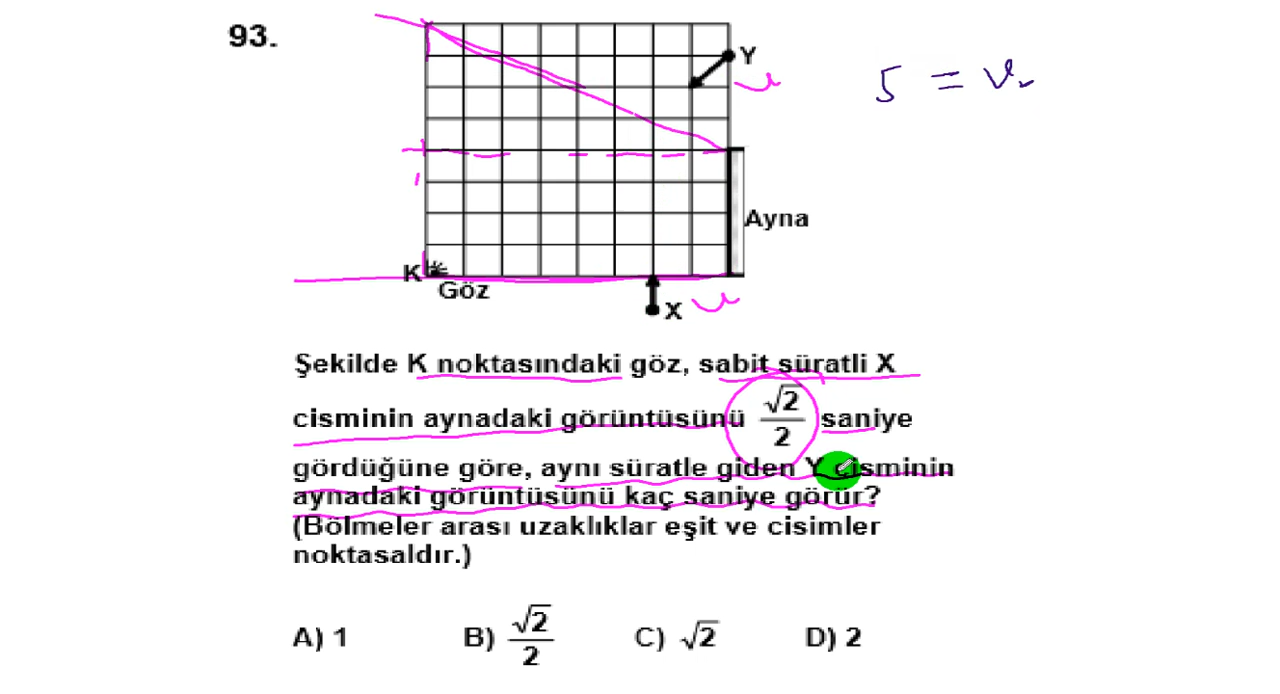 93.
Y
5 = v.
Ayna
K
Göz
X
Şekilde K noktasındaki göz, sabit süratli X
cisminin aynadaki görüntüsünü √2/2 saniye
gördüğüne göre, aynı süratle giden Y cisminin
aynadaki görüntüsünü kaç saniye görür?
(Bölmeler arası uzaklıklar eşit ve cisimler
noktasaldır.)
A) 1 B) √2/2 C) √2 D) 2